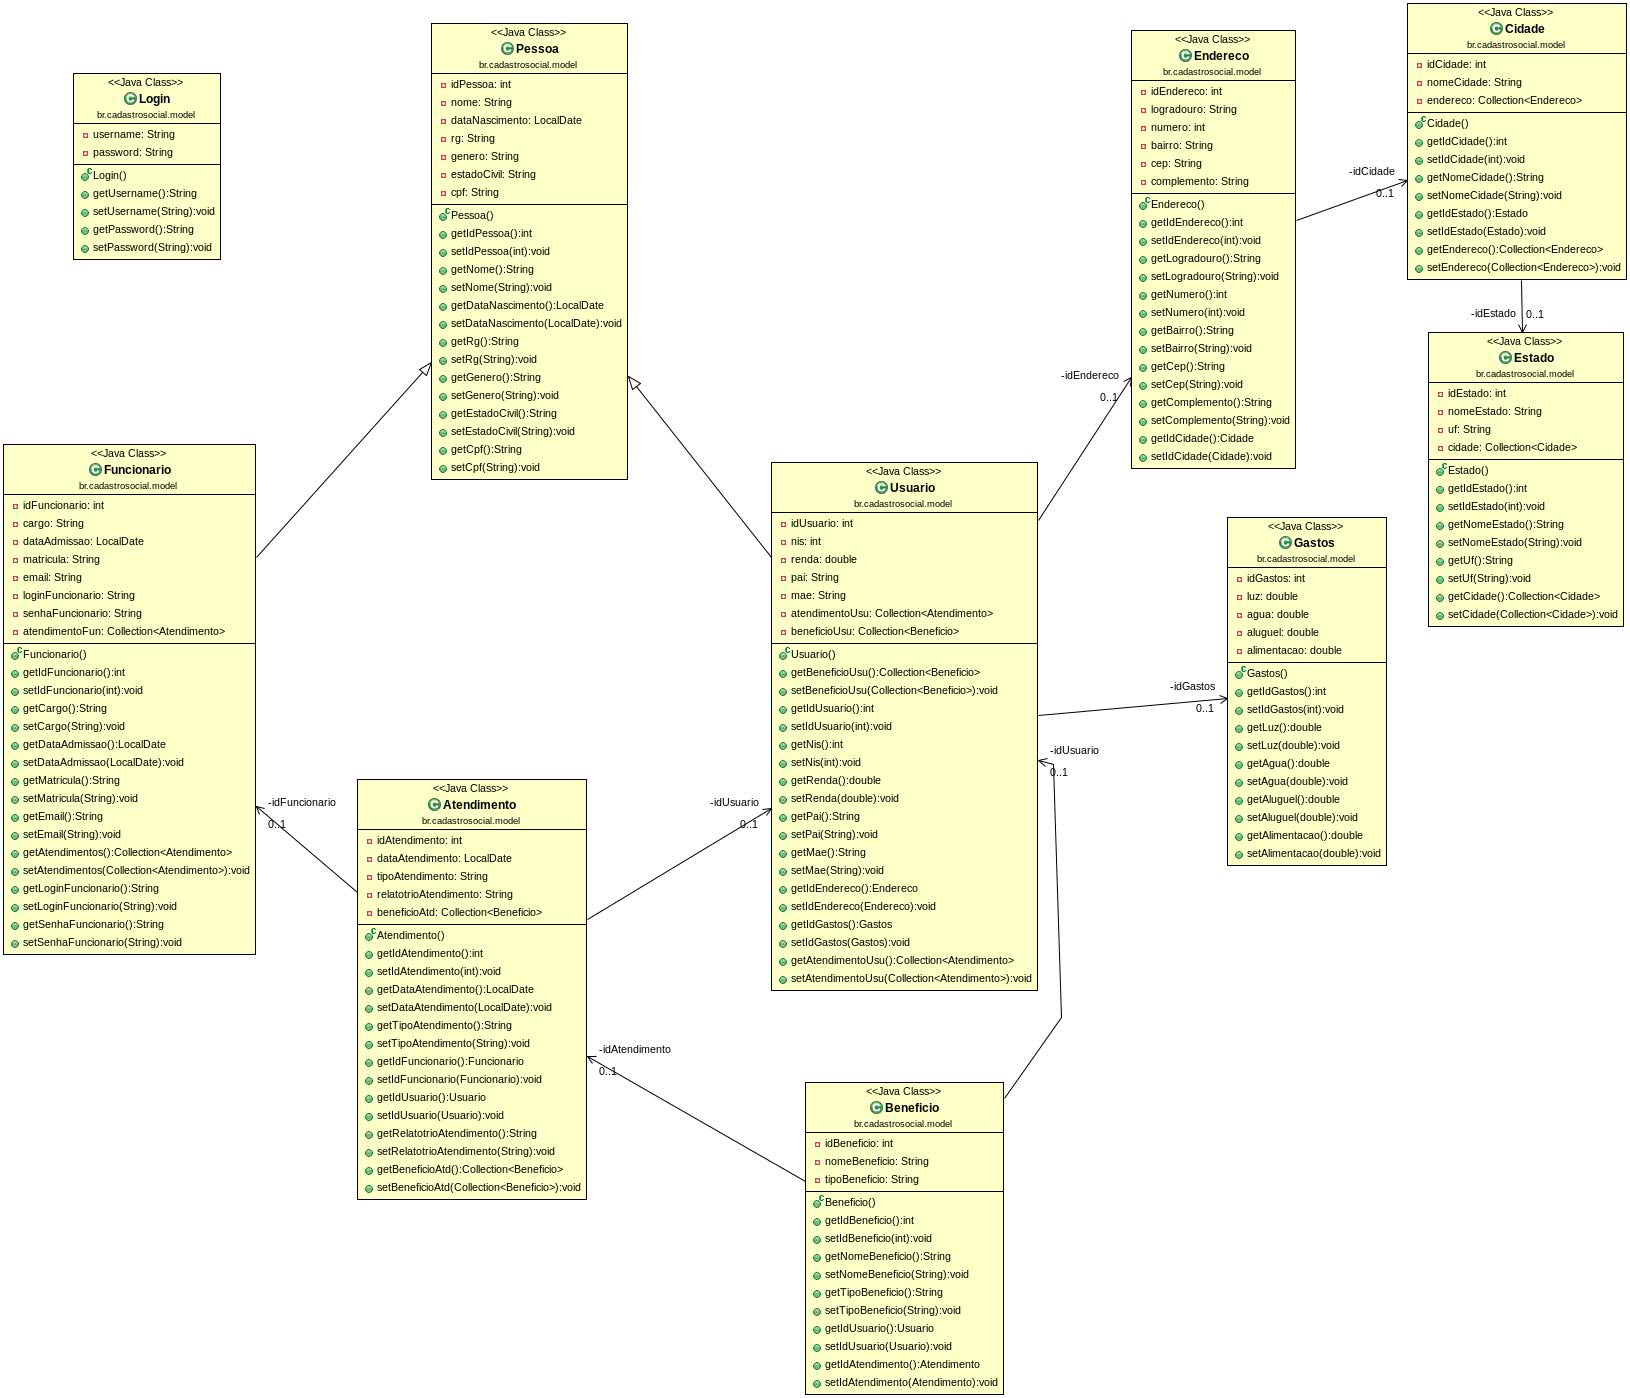 <<Java Class>>
Login
br.cadastrosocial.model
username: String
password: String
Login()
getUsername():String
setUsername(String):void
getPassword():String
setPassword(String):void
<<Java Class>>
Pessoa
br.cadastrosocial.model
idPessoa: int
nome: String
dataNascimento: LocalDate
rg: String
genero: String
estadoCivil: String
cpf: String
Pessoa()
getIdPessoa():int
setIdPessoa(int):void
getNome():String
setNome(String):void
getDataNascimento():LocalDate
setDataNascimento(LocalDate):void
getRg():String
setRg(String):void
getGenero():String
setGenero(String):void
getEstadoCivil():String
setEstadoCivil(String):void
getCpf():String
setCpf(String):void
<<Java Class>>
Endereco
br.cadastrosocial.model
idEndereco: int
logradouro: String
numero: int
bairro: String
cep: String
complemento: String
Endereco()
getIdEndereco():int
setIdEndereco(int):void
getLogradouro():String
setLogradouro(String):void
getNumero():int
setNumero(int):void
getBairro():String
setBairro(String):void
getCep():String
setCep(String):void
getComplemento():String
setComplemento(String):void
getIdCidade():Cidade
setIdCidade(Cidade):void
-idCidade
0..1
<<Java Class>>
Cidade
br.cadastrosocial.model
idCidade: int
nomeCidade: String
endereco: Collection<Endereco>
Cidade()
getIdCidade():int
setIdCidade(int):void
getNomeCidade():String
setNomeCidade(String):void
getIdEstado():Estado
setIdEstado(Estado):void
getEndereco():Collection<Endereco>
setEndereco(Collection<Endereco>):void
-idEstado
0..1
<<Java Class>>
Estado
br.cadastrosocial.model
idEstado: int
nomeEstado: String
uf: String
cidade: Collection<Cidade>
Estado()
getIdEstado():int
setIdEstado(int):void
getNomeEstado():String
setNomeEstado(String):void
getUf():String
setUf(String):void
getCidade():Collection<Cidade>
setCidade(Collection<Cidade>):void
<<Java Class>>
Funcionario
br.cadastrosocial.model
idFuncionario: int
cargo: String
dataAdmissao: LocalDate
matricula: String
email: String
loginFuncionario: String
senhaFuncionario: String
atendimentoFun: Collection<Atendimento>
Funcionario()
getIdFuncionario():int
setIdFuncionario(int):void
getCargo():String
setCargo(String):void
getDataAdmissao():LocalDate
setDataAdmissao(LocalDate):void
getMatricula():String
setMatricula(String):void
getEmail():String
setEmail(String):void
getAtendimentos():Collection<Atendimento>
setAtendimentos(Collection<Atendimento>):void
getLoginFuncionario():String
setLoginFuncionario(String):void
getSenhaFuncionario():String
setSenhaFuncionario(String):void
-idFuncionario
0..1
<<Java Class>>
Atendimento
br.cadastrosocial.model
idAtendimento: int
dataAtendimento: LocalDate
tipoAtendimento: String
relatotrioAtendimento: String
beneficioAtd: Collection<Beneficio>
Atendimento()
getIdAtendimento():int
setIdAtendimento(int):void
getDataAtendimento():LocalDate
setDataAtendimento(LocalDate):void
getTipoAtendimento():String
setTipoAtendimento(String):void
getIdFuncionario():Funcionario
setIdFuncionario(Funcionario):void
getIdUsuario():Usuario
setIdUsuario(Usuario):void
getRelatotrioAtendimento():String
setRelatotrioAtendimento(String):void
getBeneficioAtd():Collection<Beneficio>
setBeneficioAtd(Collection<Beneficio>):void
-idUsuario
0..1
-idAtendimento
0..1
<<Java Class>>
Usuario
br.cadastrosocial.model
idUsuario: int
nis: int
renda: double
pai: String
mae: String
atendimentoUsu: Collection<Atendimento>
beneficioUsu: Collection<Beneficio>
Usuario()
getBeneficioUsu():Collection<Beneficio>
setBeneficioUsu(Collection<Beneficio>):void
getIdUsuario():int
setIdUsuario(int):void
getNis():int
setNis(int):void
getRenda():double
setRenda(double):void
getPai():String
setPai(String):void
getMae():String
setMae(String):void
getIdEndereco():Endereco
setIdEndereco(Endereco):void
getIdGastos():Gastos
setIdGastos(Gastos):void
getAtendimentoUsu():Collection<Atendimento>
setAtendimentoUsu(Collection<Atendimento>):void
-idEndereco
0..1
-idGastos
0..1
-idUsuario
0..1
<<Java Class>>
Gastos
br.cadastrosocial.model
idGastos: int
luz: double
agua: double
aluguel: double
alimentacao: double
Gastos()
getIdGastos():int
setIdGastos(int):void
getLuz():double
setLuz(double):void
getAgua():double
setAgua(double):void
getAluguel():double
setAluguel(double):void
getAlimentacao():double
setAlimentacao(double):void
<<Java Class>>
Beneficio
br.cadastrosocial.model
idBeneficio: int
nomeBeneficio: String
tipoBeneficio: String
Beneficio()
getIdBeneficio():int
setIdBeneficio(int):void
getNomeBeneficio():String
setNomeBeneficio(String):void
getTipoBeneficio():String
setTipoBeneficio(String):void
getIdUsuario():Usuario
setIdUsuario(Usuario):void
getIdAtendimento():Atendimento
setIdAtendimento(Atendimento):void